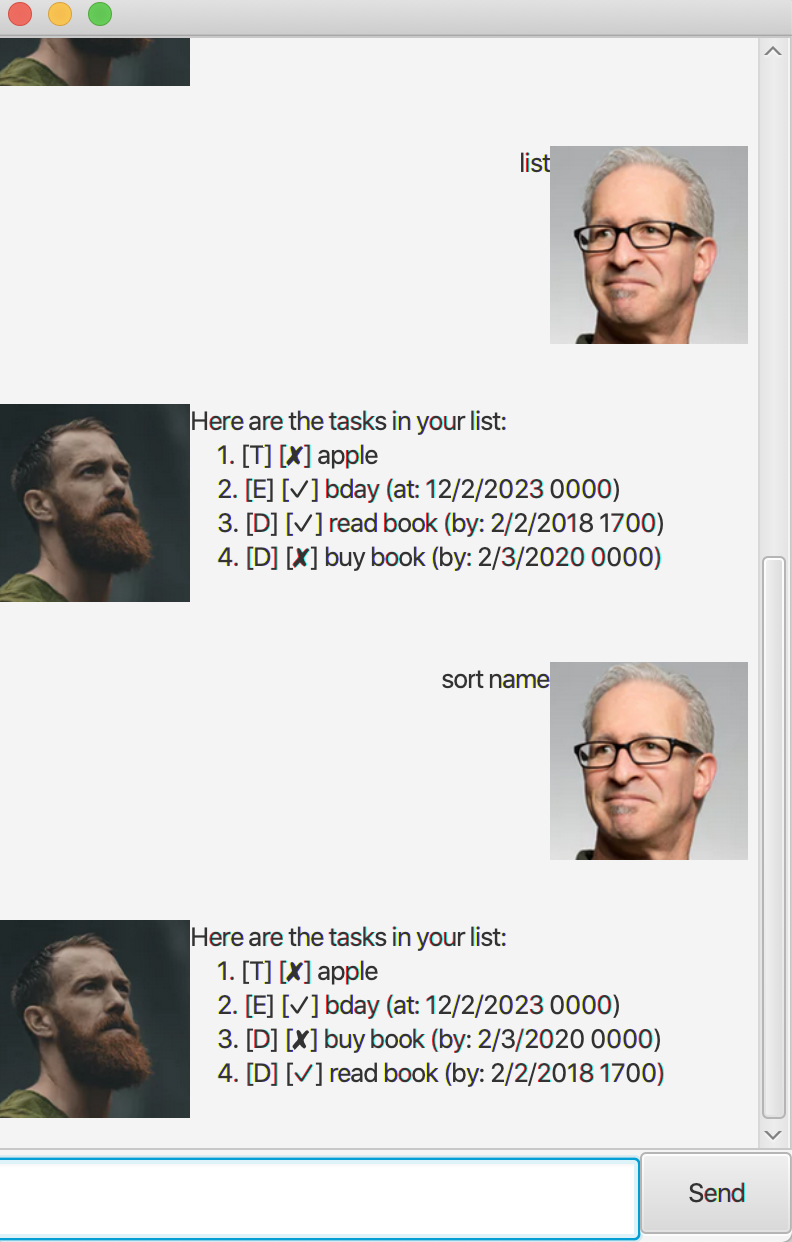 list
Here are the tasks in your list:
1. [T] [✘] apple
2. [E] [✓] bday (at: 12/2/2023 0000)
3. [D] [✓] read book (by: 2/2/2018 1700)
4. [D] [✘] buy book (by: 2/3/2020 0000)
sort name
Here are the tasks in your list:
1. [T] [✘] apple
2. [E] [✓] bday (at: 12/2/2023 0000)
3. [D] [✘] buy book (by: 2/3/2020 0000)
4. [D] [✓] read book (by: 2/2/2018 1700)
Send